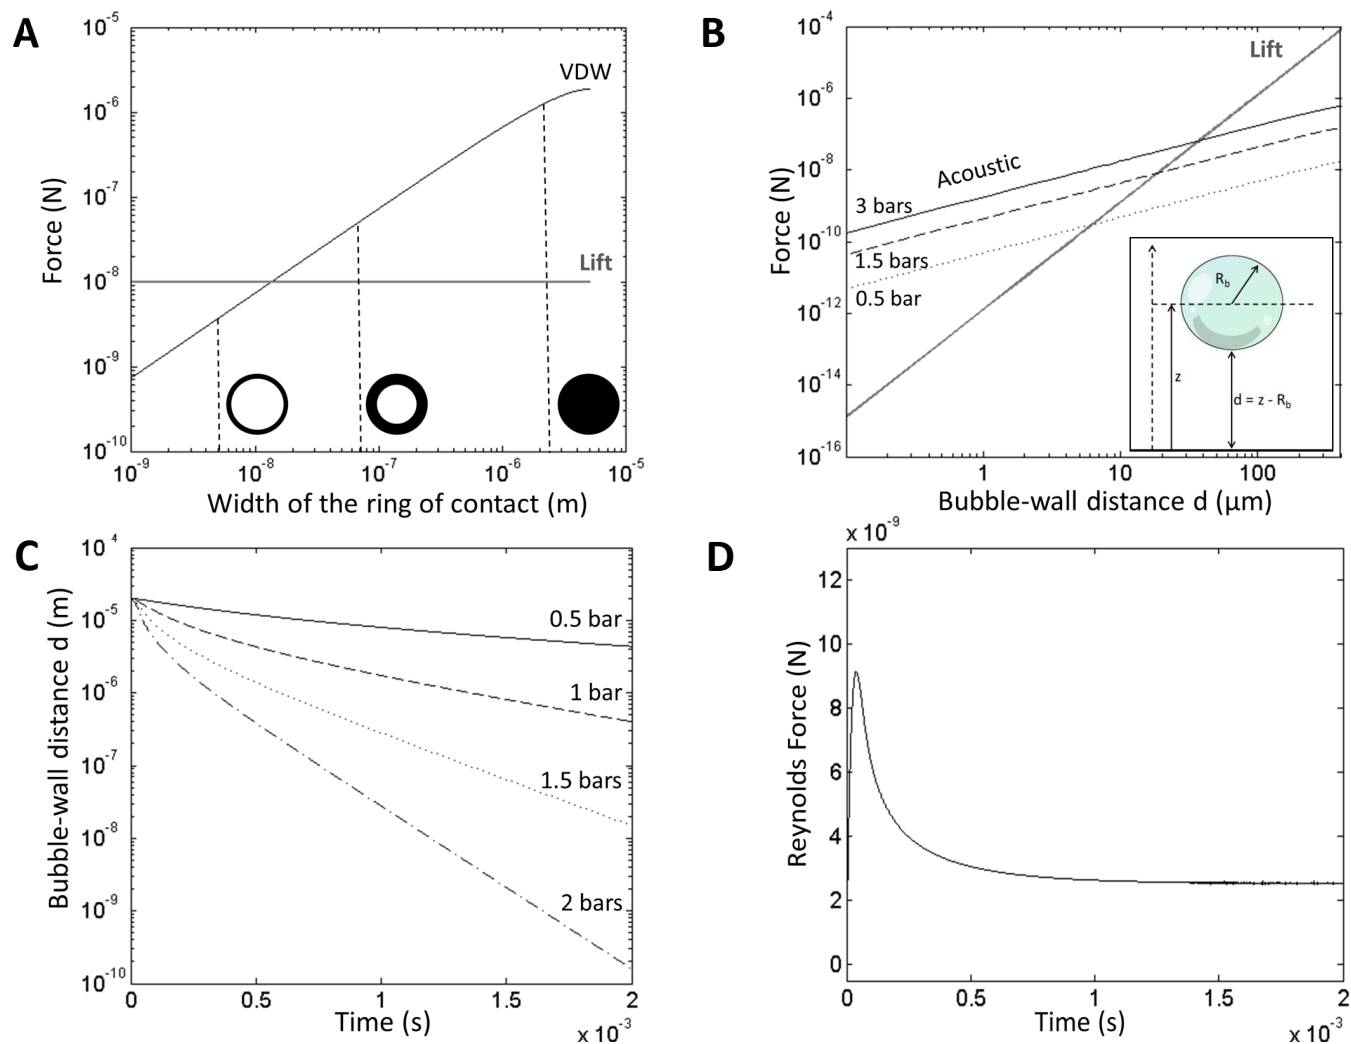 A
10⁻⁵
10⁻⁶
10⁻⁷
10⁻⁸
10⁻⁹
10⁻¹⁰
Force (N)
VDW
Lift
10⁻⁹ 10⁻⁸ 10⁻⁷ 10⁻⁶ 10⁻⁵
Width of the ring of contact (m)
B
10⁻⁴
10⁻⁶
10⁻⁸
10⁻¹⁰
10⁻¹²
10⁻¹⁴
10⁻¹⁶
Force (N)
Lift
Acoustic
3 bars
1.5 bars
0.5 bar
R_b
z
d = z - R_b
1 10 100
Bubble-wall distance d (μm)
C
10⁻⁴
10⁻⁵
10⁻⁶
10⁻⁷
10⁻⁸
10⁻⁹
10⁻¹⁰
Bubble-wall distance d (m)
0.5 bar
1 bar
1.5 bars
2 bars
0 0.5 1 1.5 2
Time (s)
x 10⁻³
D
x 10⁻⁹
12
10
8
6
4
2
0
Reynolds Force (N)
0 0.5 1 1.5 2
Time (s)
x 10⁻³